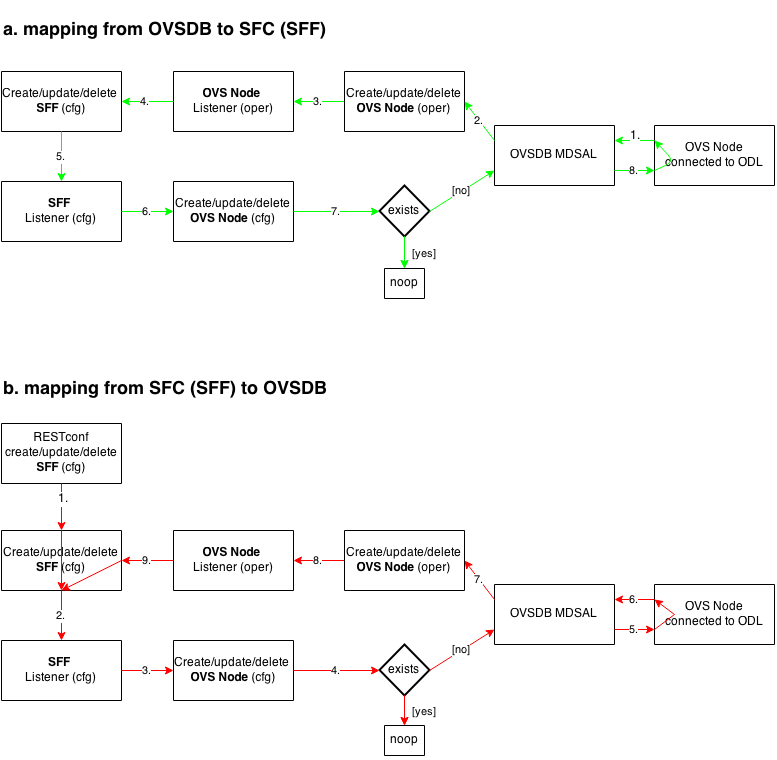 a. mapping from OVSDB to SFC (SFF)
Create/update/delete
SFF (cfg)
4.
OVS Node
Listener (oper)
3.
Create/update/delete
OVS Node (oper)
2.
OVSDB MDSAL
1.
8.
OVS Node
connected to ODL
5.
SFF
Listener (cfg)
6.
Create/update/delete
OVS Node (cfg)
7.
exists
[no]
[yes]
noop
b. mapping from SFC (SFF) to OVSDB
RESTconf
create/update/delete
SFF (cfg)
1.
Create/update/delete
SFF (cfg)
9.
OVS Node
Listener (oper)
8.
Create/update/delete
OVS Node (oper)
7.
OVSDB MDSAL
6.
5.
OVS Node
connected to ODL
2.
SFF
Listener (cfg)
3.
Create/update/delete
OVS Node (cfg)
4.
exists
[no]
[yes]
noop